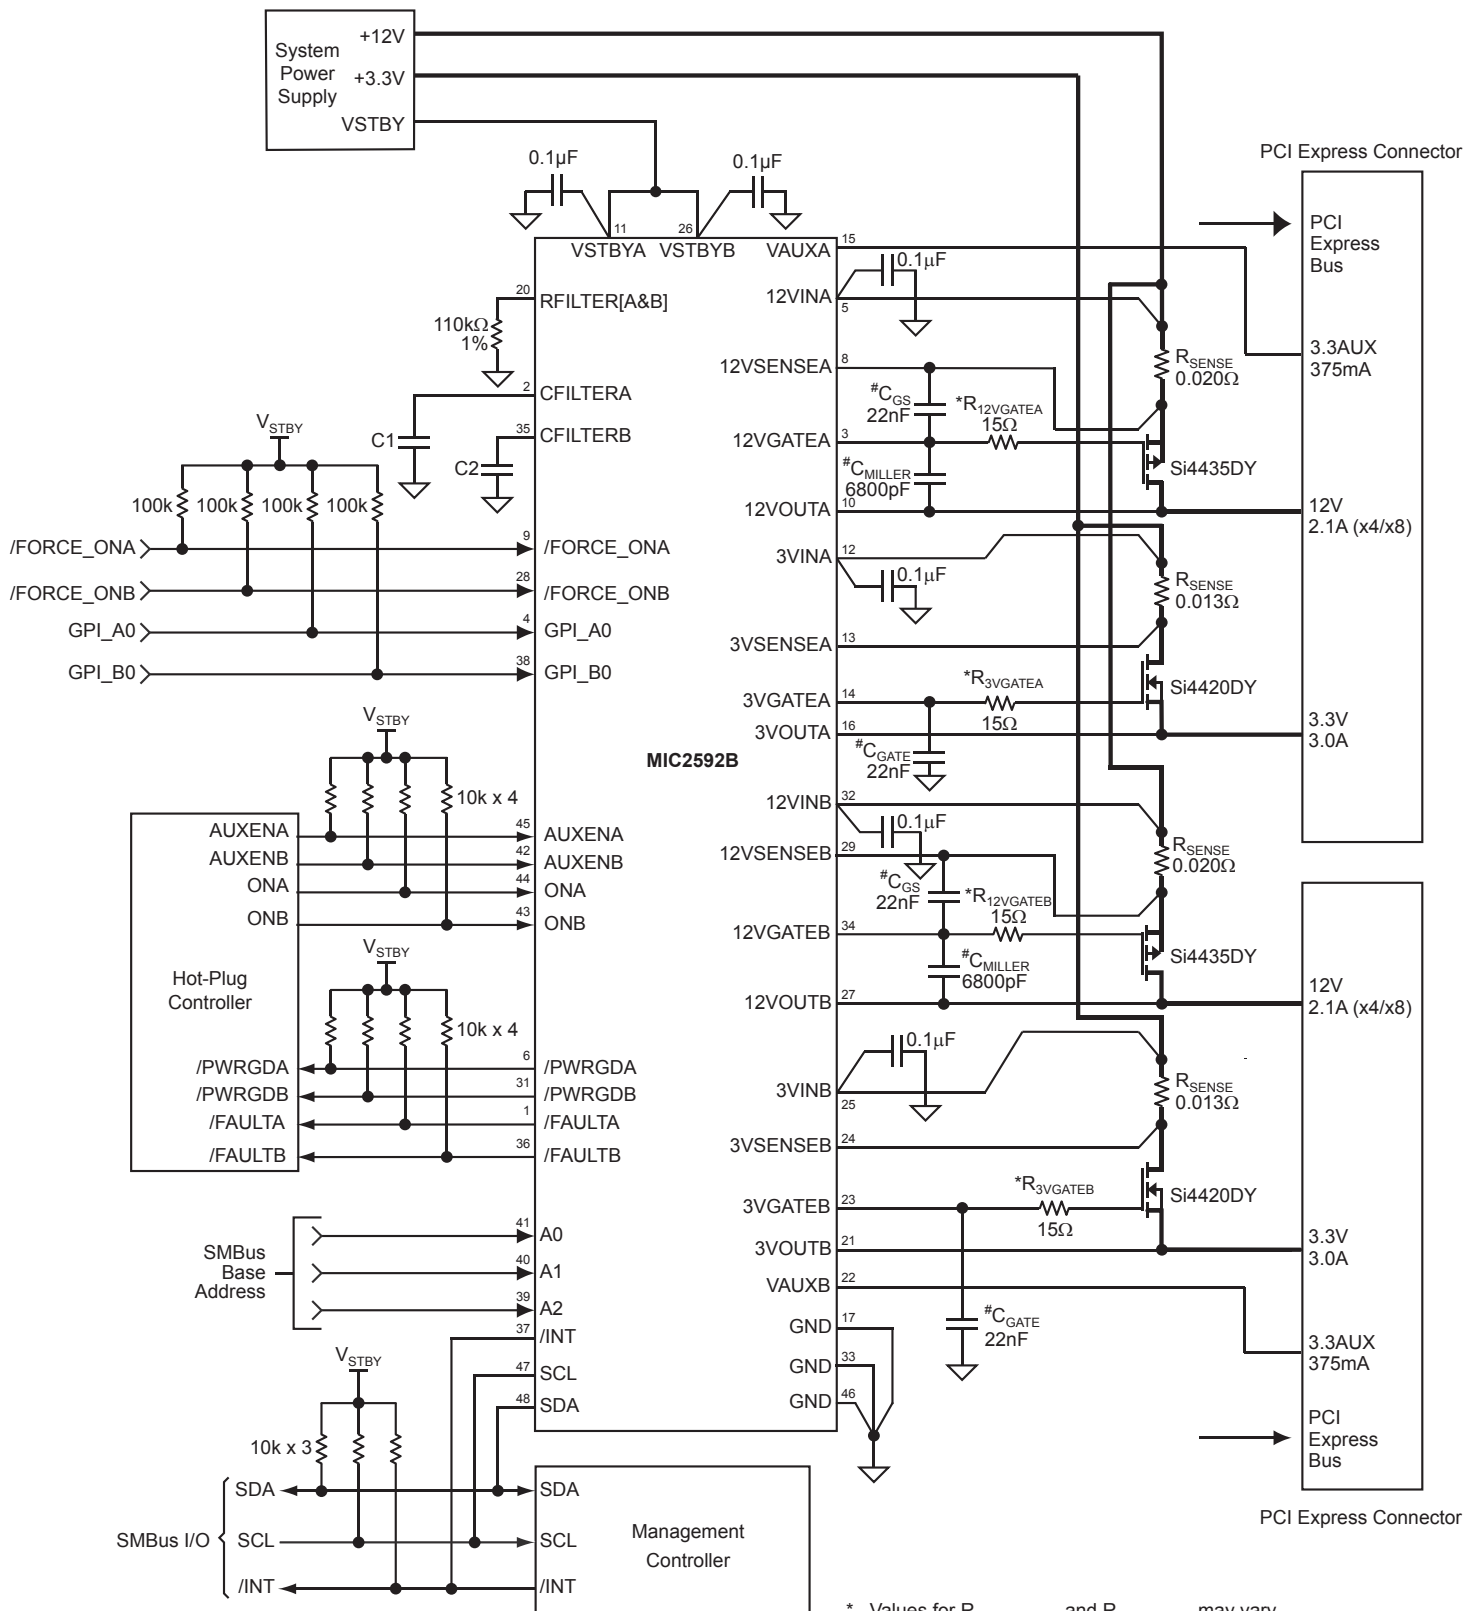 System
Power
Supply
+12V
+3.3V
VSTBY
PCI Express Connector
0.1µF
0.1µF
11
26
VSTBYA
VSTBYB
VAUXA
15
0.1µF
12VINA
5
20
RFILTER[A&B]
110kΩ
1%
PCI
Express
Bus
3.3AUX
375mA
RSENSE
0.020Ω
12VSENSEA
8
#CGS
22nF
*R12VGATEA
15Ω
2
CFILTERA
C1
35
CFILTERB
C2
12VGATEA
3
#CMILLER
6800pF
Si4435DY
12VOUTA
10
12V
2.1A (x4/x8)
VSTBY
100k
100k
100k
100k
/FORCE_ONA
9
/FORCE_ONA
/FORCE_ONB
28
/FORCE_ONB
GPI_A0
4
GPI_A0
GPI_B0
38
GPI_B0
3VINA
12
0.1µF
RSENSE
0.013Ω
3VSENSEA
13
3VGATEA
14
*R3VGATEA
15Ω
Si4420DY
3VOUTA
16
#CGATE
22nF
3.3V
3.0A
MIC2592B
VSTBY
10k x 4
Hot-Plug
Controller
AUXENA
45
AUXENA
AUXENB
42
AUXENB
ONA
44
ONA
ONB
43
ONB
VSTBY
10k x 4
/PWRGDA
6
/PWRGDA
/PWRGDB
31
/PWRGDB
/FAULTA
1
/FAULTA
/FAULTB
36
/FAULTB
12VINB
32
0.1µF
12VSENSEB
29
RSENSE
0.020Ω
#CGS
22nF
*R12VGATEB
15Ω
12VGATEB
34
#CMILLER
6800pF
Si4435DY
12VOUTB
27
12V
2.1A (x4/x8)
0.1µF
3VINB
25
RSENSE
0.013Ω
-
3VSENSEB
24
3VGATEB
23
*R3VGATEB
15Ω
Si4420DY
3VOUTB
21
3.3V
3.0A
VAUXB
22
#CGATE
22nF
3.3AUX
375mA
GND
17
GND
33
GND
46
PCI
Express
Bus
PCI Express Connector
SMBus
Base
Address
41
A0
40
A1
39
A2
37
/INT
47
SCL
48
SDA
VSTBY
10k x 3
SMBus I/O
SDA
SDA
SCL
SCL
/INT
/INT
Management
Controller
* Values for R and R may vary